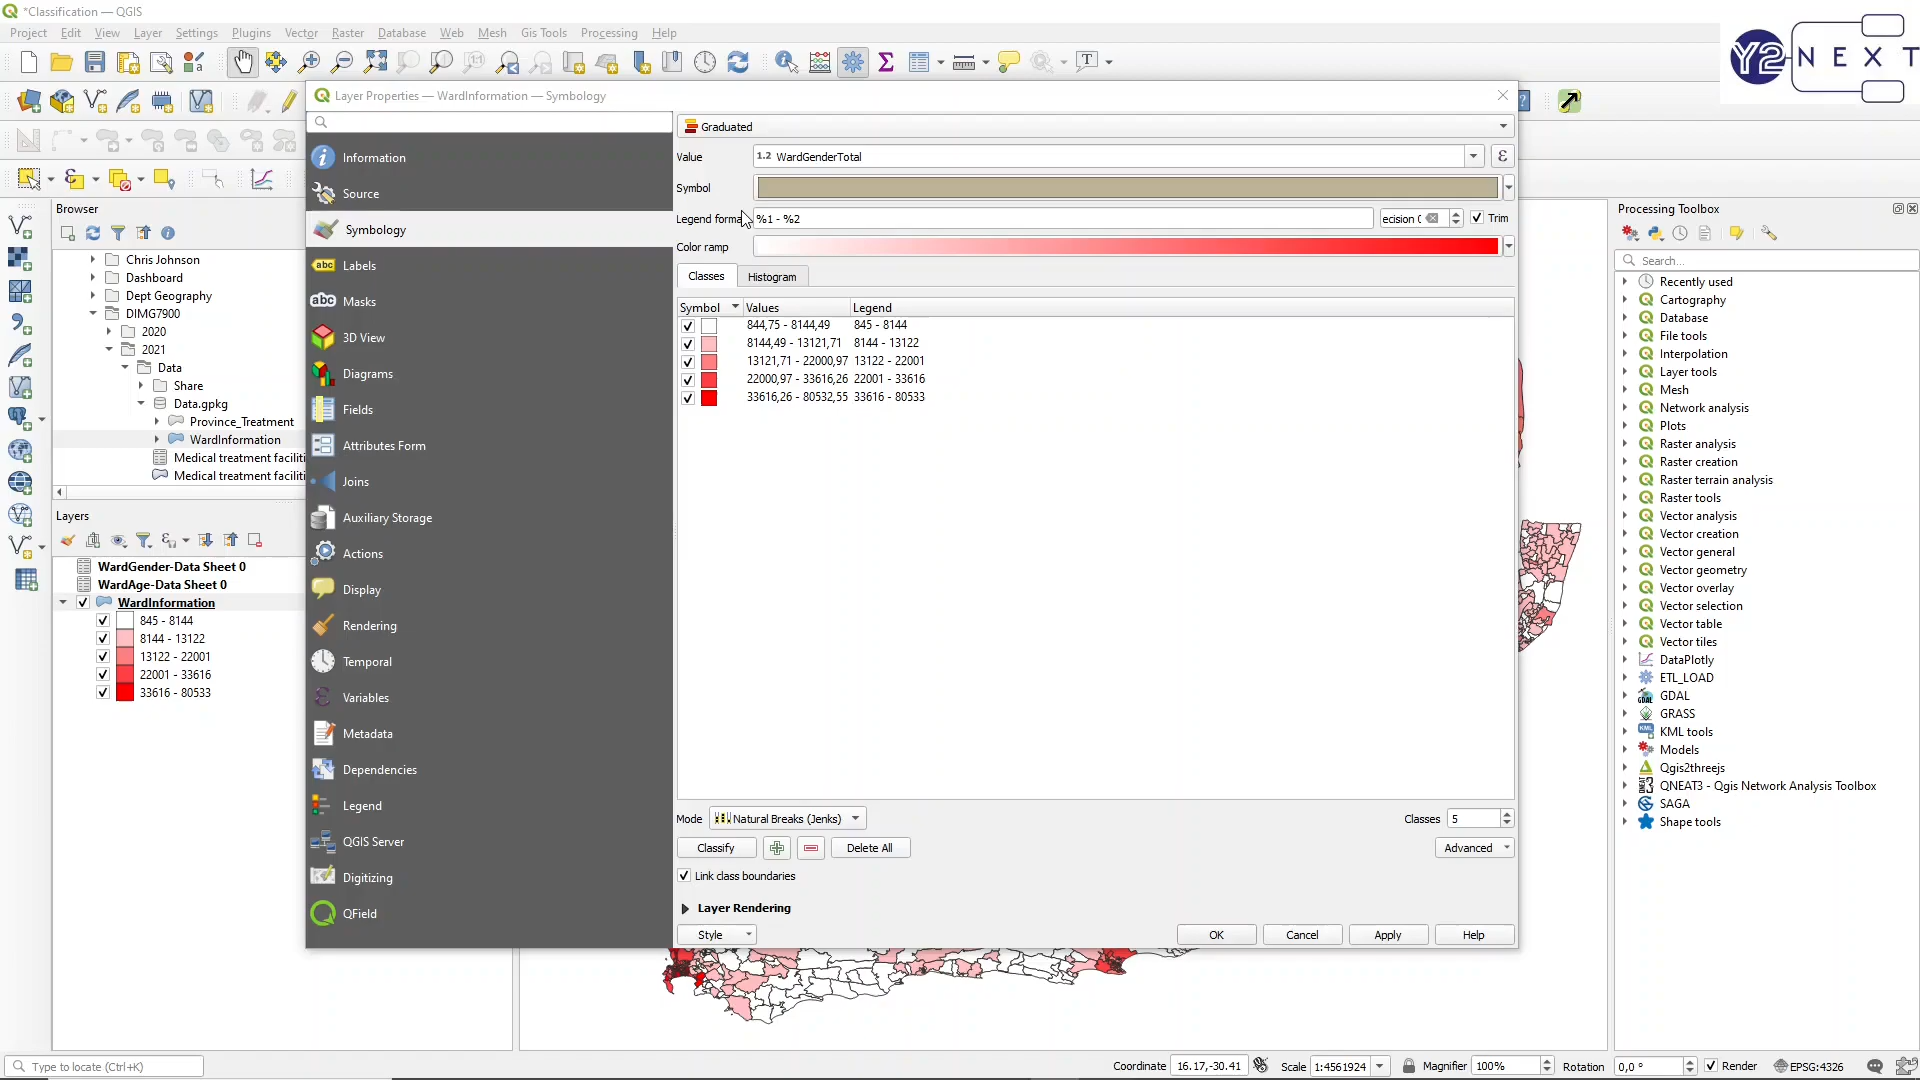 *Classification — QGIS
Project Edit View Layer Settings Plugins Vector Raster Database Web Mesh Gis Tools Processing Help
Y2 NEXT
Layer Properties — WardInformation — Symbology
Information
Source
Symbology
Labels
Masks
3D View
Diagrams
Fields
Attributes Form
Joins
Auxiliary Storage
Actions
Display
Rendering
Temporal
Variables
Metadata
Dependencies
Legend
QGIS Server
Digitizing
QField
Graduated
Value 1.2 WardGenderTotal
Symbol
Legend forma %1 - %2 ecision 0 Trim
Color ramp
Classes Histogram
Symbol Values Legend
844,75 - 8144,49 845 - 8144
8144,49 - 13121,71 8144 - 13122
13121,71 - 22000,97 13122 - 22001
22000,97 - 33616,26 22001 - 33616
33616,26 - 80532,55 33616 - 80533
Mode Natural Breaks (Jenks) Classes 5
Classify Delete All Advanced
Link class boundaries
Layer Rendering
Style OK Cancel Apply Help
Browser
Chris Johnson
Dashboard
Dept Geography
DIMG7900
2020
2021
Data
Share
Data.gpkg
Province_Treatment
WardInformation
Medical treatment faciliti
Medical treatment faciliti
Layers
WardGender-Data Sheet 0
WardAge-Data Sheet 0
WardInformation
845 - 8144
8144 - 13122
13122 - 22001
22001 - 33616
33616 - 80533
Processing Toolbox
Search...
Recently used
Cartography
Database
File tools
Interpolation
Layer tools
Mesh
Network analysis
Plots
Raster analysis
Raster creation
Raster terrain analysis
Raster tools
Vector analysis
Vector creation
Vector general
Vector geometry
Vector overlay
Vector selection
Vector table
Vector tiles
DataPlotly
ETL_LOAD
GDAL
GRASS
KML tools
Models
Qgis2threejs
QNEAT3 - Qgis Network Analysis Toolbox
SAGA
Shape tools
Type to locate (Ctrl+K) Coordinate 16.17,-30.41 Scale 1:4561924 Magnifier 100% Rotation 0,0 ° Render EPSG:4326